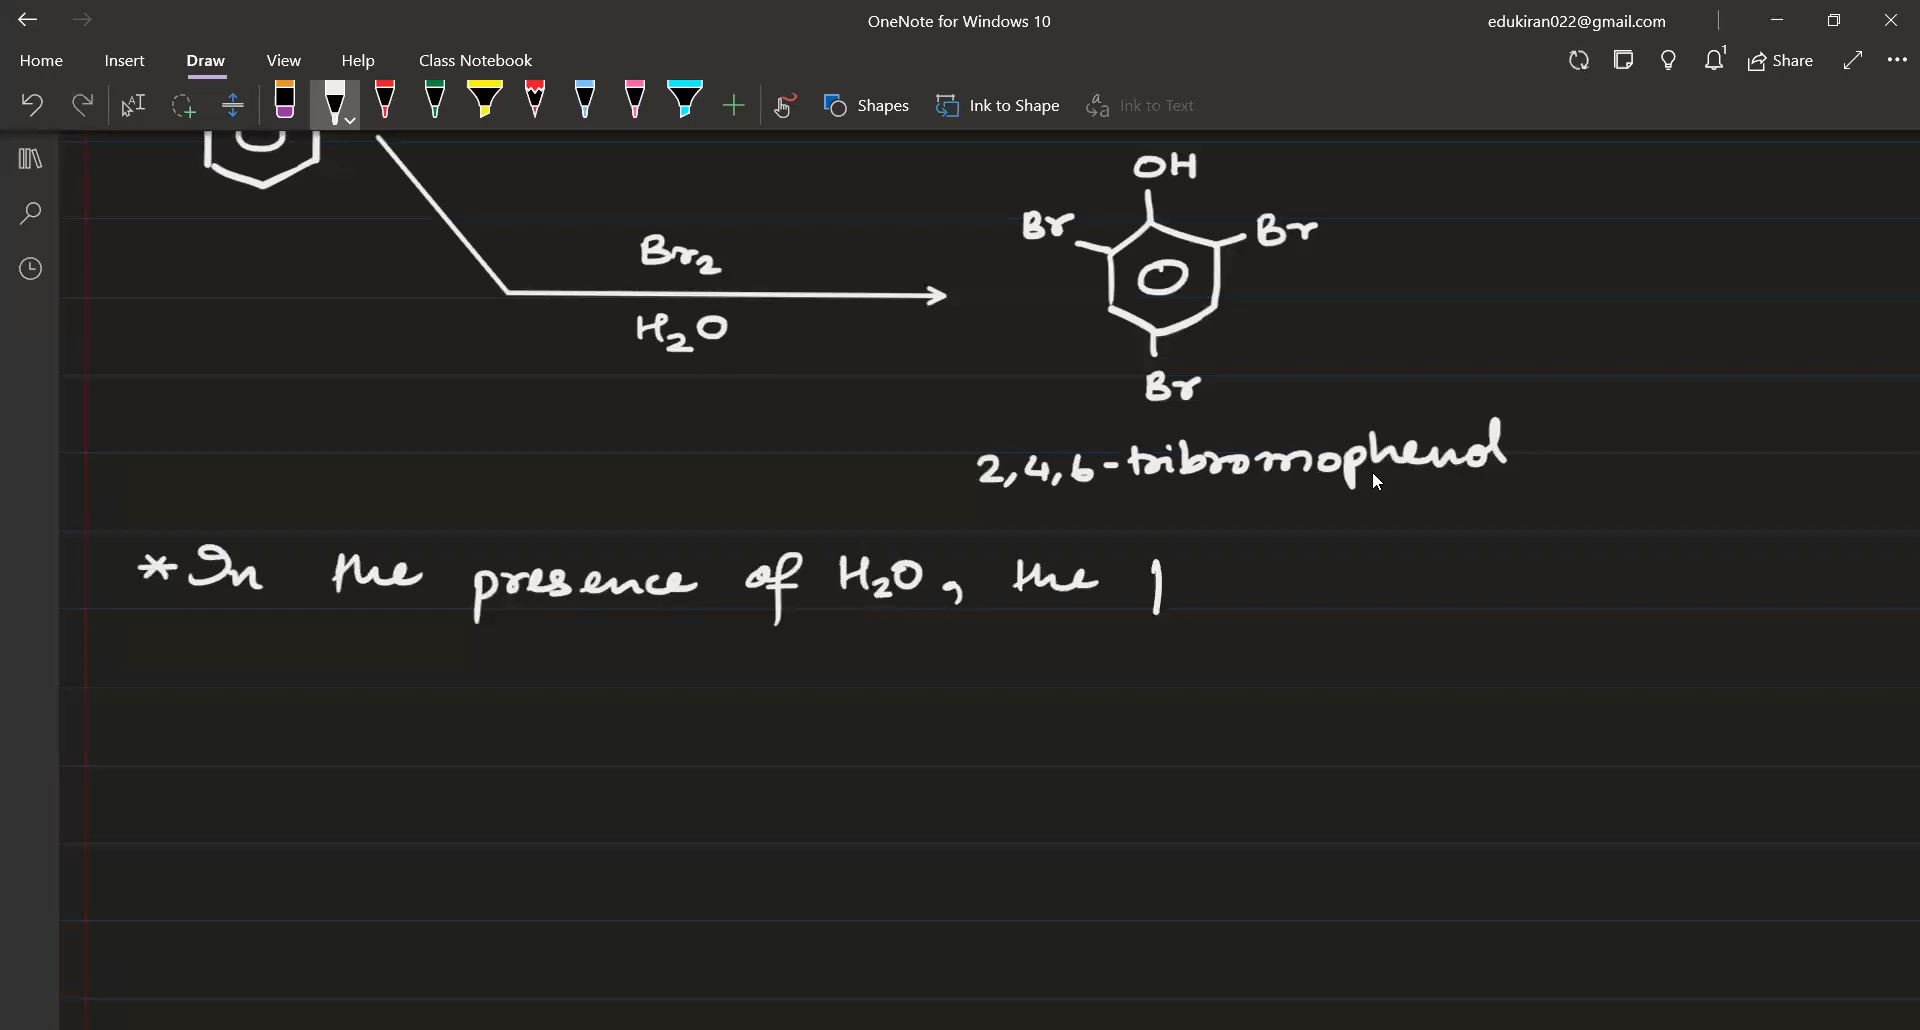 OneNote for Windows 10
edukiran022@gmail.com
Home Insert Draw View Help Class Notebook
1
Share
Shapes
Ink to Shape
Ink to Text
OH
Br
Br
Br2
H2O
Br
2,4,6-tribromophenol
*In the presence of H2O, the